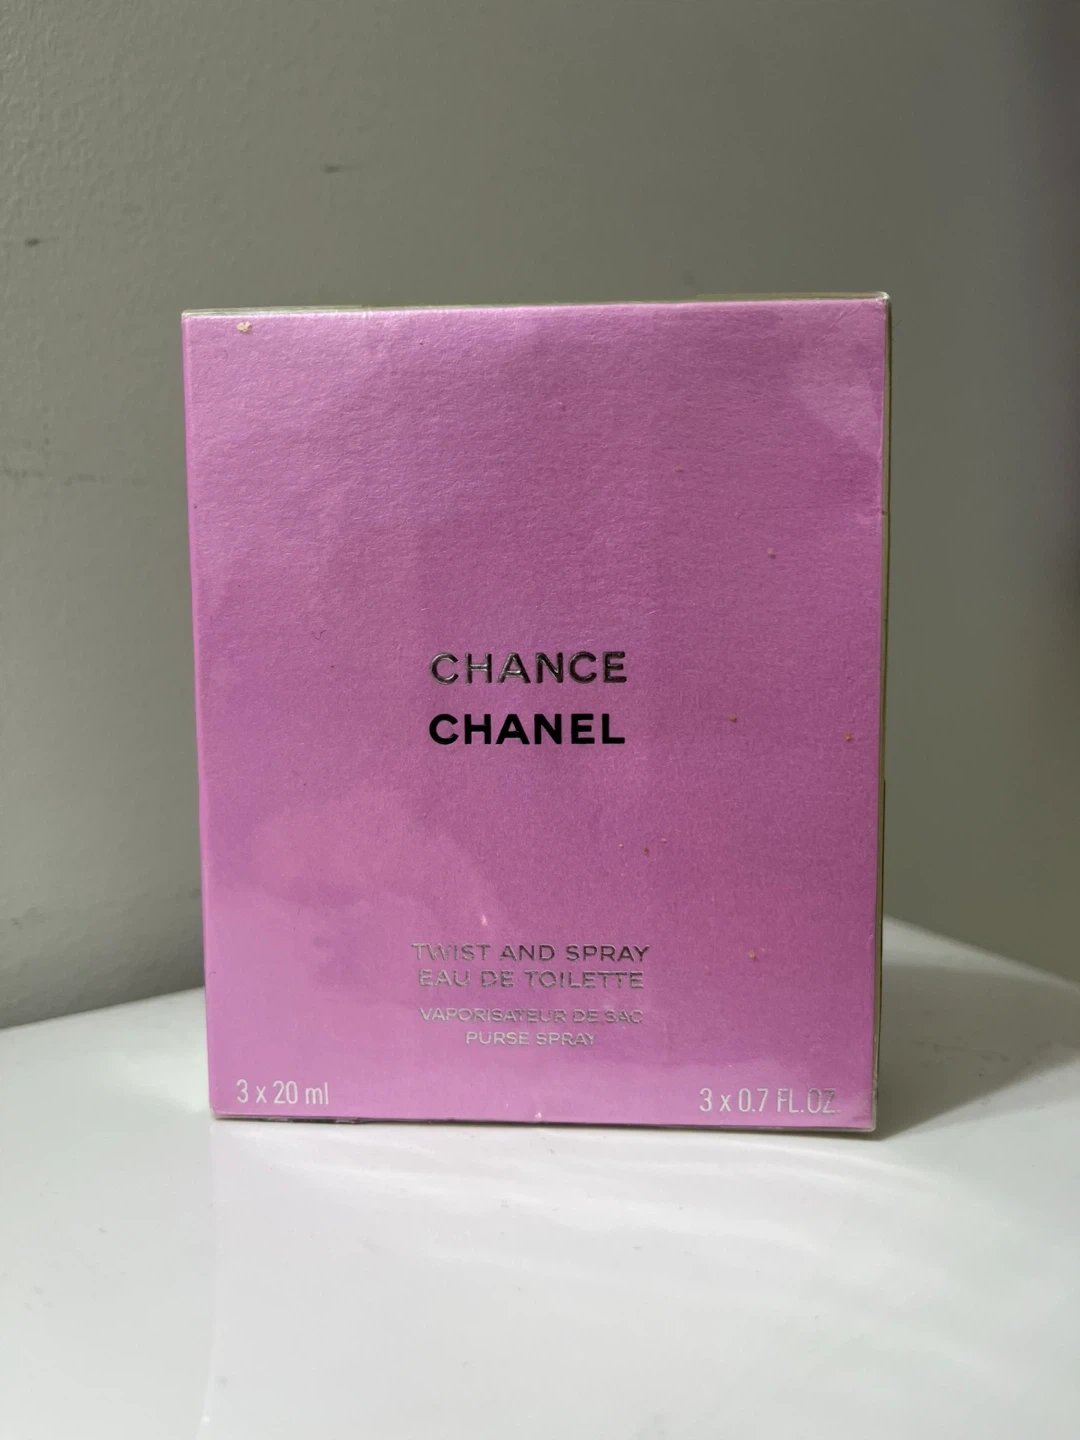 CHANCE
CHANEL
TWIST AND SPRAY
EAU DE TOILETTE
VAPORISATEUR DE SAC
PURSE SPRAY
3 x 20 ml
3 x 0.7 FL.OZ.